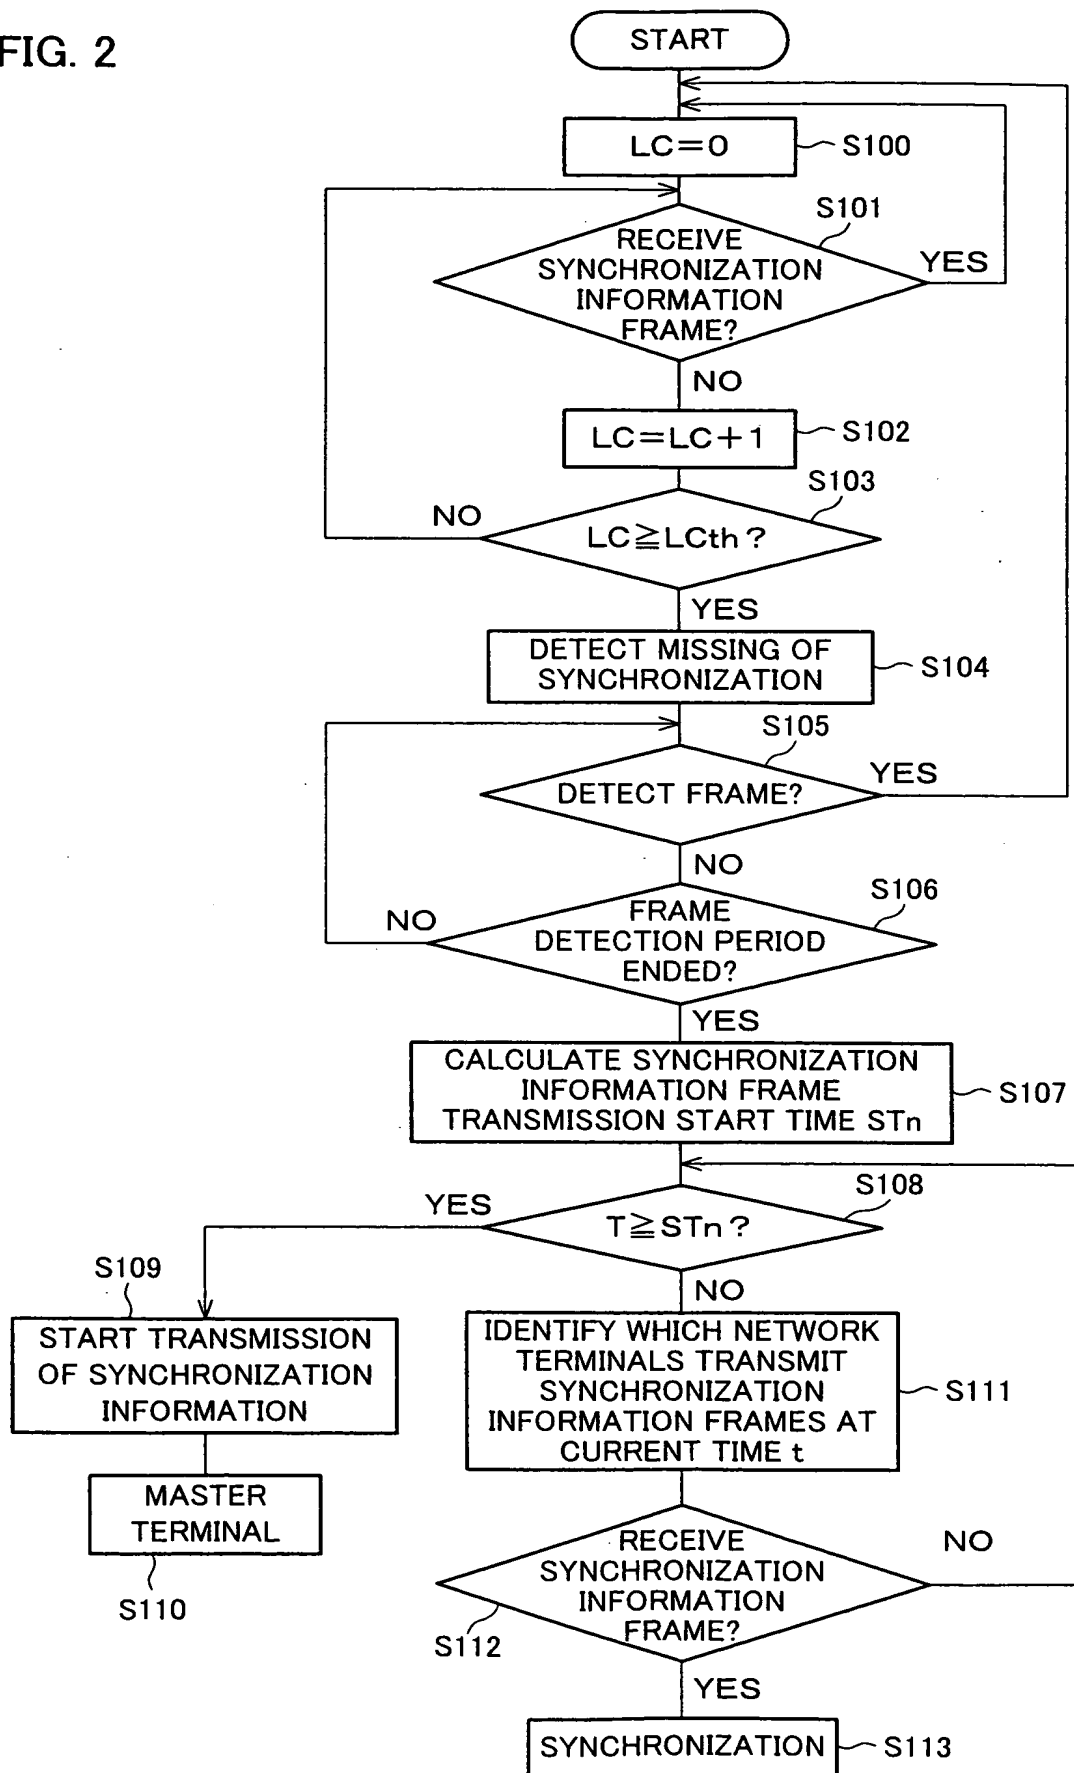 FIG. 2
START
LC=0
S100
S101
RECEIVE
SYNCHRONIZATION
INFORMATION
FRAME?
YES
NO
LC=LC+1
S102
S103
NO
LC≧LCth?
YES
DETECT MISSING OF
SYNCHRONIZATION
S104
S105
DETECT FRAME?
YES
NO
S106
NO
FRAME
DETECTION PERIOD
ENDED?
YES
CALCULATE SYNCHRONIZATION
INFORMATION FRAME
TRANSMISSION START TIME STn
S107
S108
YES
T≧STn?
NO
S109
START TRANSMISSION
OF SYNCHRONIZATION
INFORMATION
MASTER
TERMINAL
S110
IDENTIFY WHICH NETWORK
TERMINALS TRANSMIT
SYNCHRONIZATION
INFORMATION FRAMES AT
CURRENT TIME t
S111
RECEIVE
SYNCHRONIZATION
INFORMATION
FRAME?
NO
S112
YES
SYNCHRONIZATION
S113